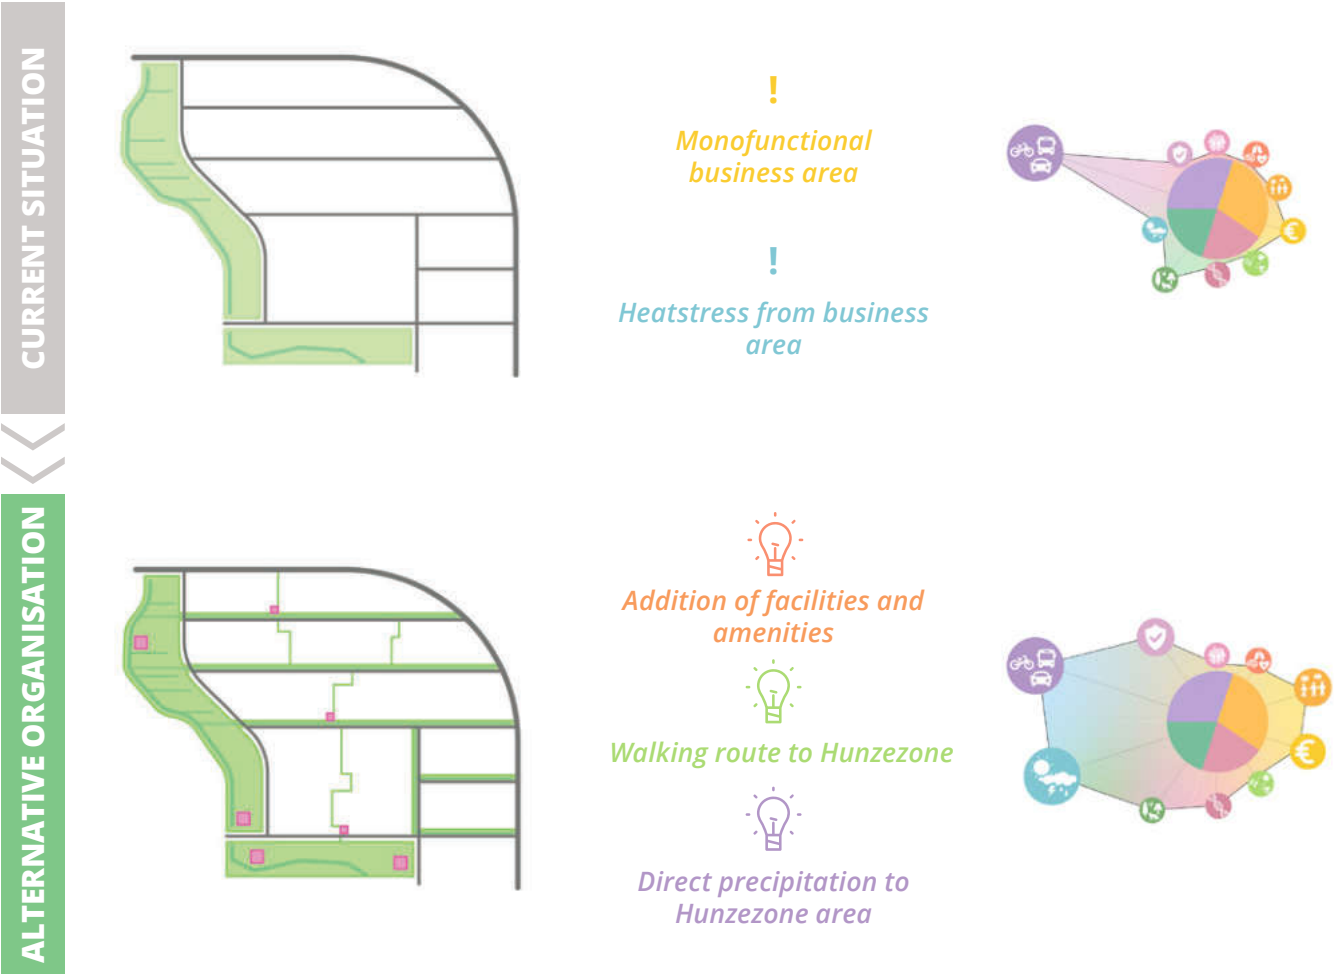 CURRENT SITUATION
!
Monofunctional
business area
!
Heatstress from business
area
€
ALTERNATIVE ORGANISATION
Addition of facilities and
amenities
Walking route to Hunzezone
Direct precipitation to
Hunzezone area
€